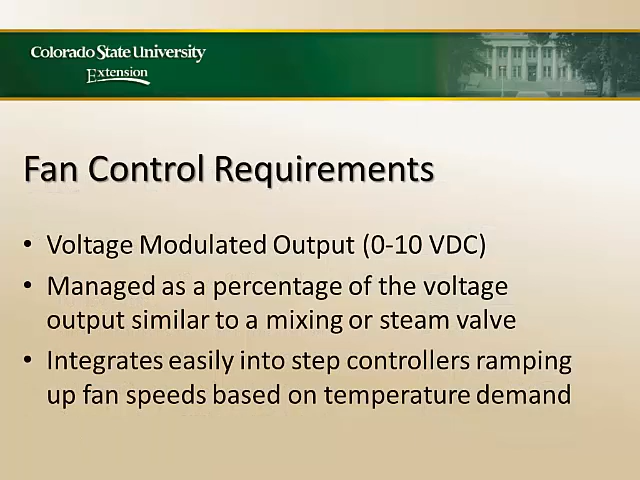 Colorado State University
Extension
Fan Control Requirements
• Voltage Modulated Output (0-10 VDC)
• Managed as a percentage of the voltage
output similar to a mixing or steam valve
• Integrates easily into step controllers ramping
up fan speeds based on temperature demand